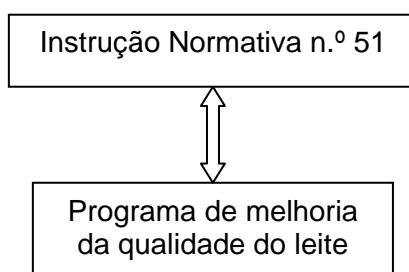 Instrução Normativa n.º 51
Programa de melhoria
da qualidade do leite